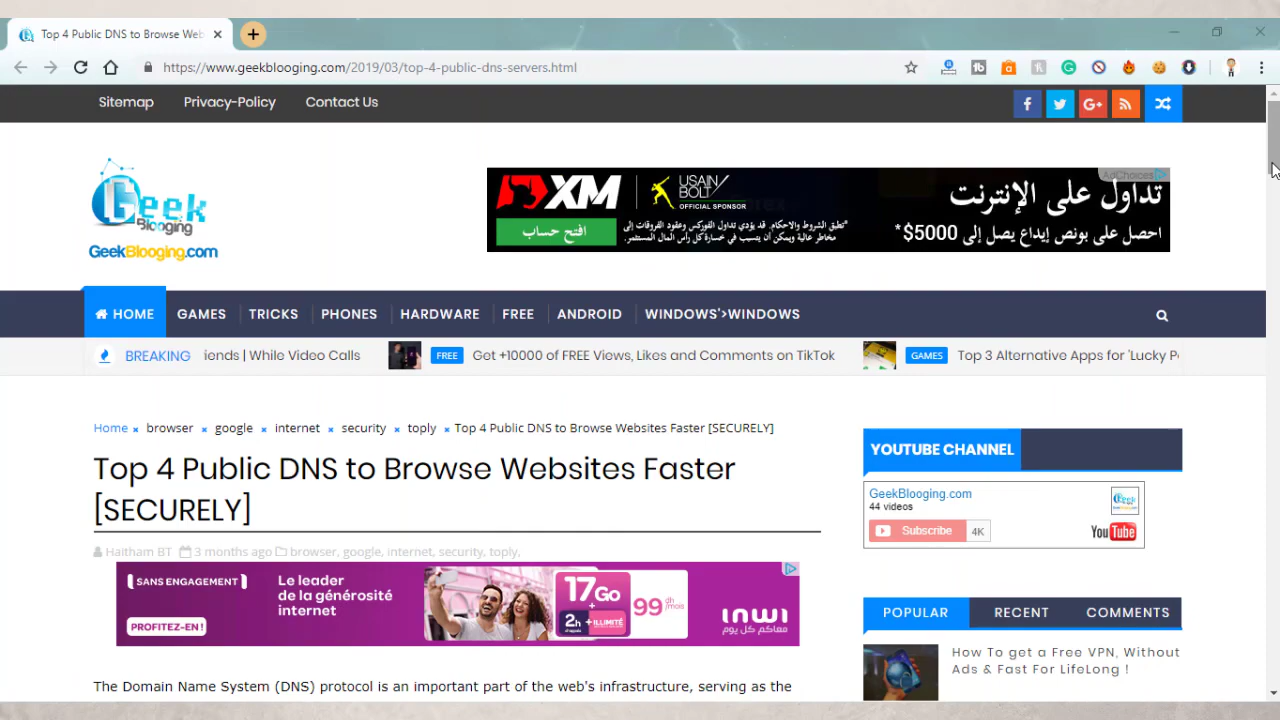 Top 4 Public DNS to Browse Web
https://www.geekblooging.com/2019/03/top-4-public-dns-servers.html
Sitemap Privacy-Policy Contact Us
Geek
Blooging
GeekBlooging.com
XM
USAIN
BOLT
OFFICIAL SPONSOR
AdChoices
تداول على الإنترنت
احصل على بونص إيداع يصل إلى 5000$*
افتح حساب
*تطبق الشروط والاحكام. قد يؤدي تداول الفوركس وعقود الفروقات إلى
مخاطر عالية ويمكن أن يتسبب في خسارة كل راس المال المستثمر.
HOME GAMES TRICKS PHONES HARDWARE FREE ANDROID WINDOWS'>WINDOWS
BREAKING iends | While Video Calls FREE Get +10000 of FREE Views, Likes and Comments on TikTok GAMES Top 3 Alternative Apps for 'Lucky P
Home × browser × google × internet × security × toply × Top 4 Public DNS to Browse Websites Faster [SECURELY]
Top 4 Public DNS to Browse Websites Faster
[SECURELY]
Haitham BT 3 months ago browser, google, internet, security, toply,
SANS ENGAGEMENT
PROFITEZ-EN !
Le leader
de la générosité
internet
17Go
+
2h + ILLIMITÉ
99 dh/mois
inwi
معاكم كل يوم
The Domain Name System (DNS) protocol is an important part of the web's infrastructure, serving as the
YOUTUBE CHANNEL
GeekBlooging.com
44 videos
Subscribe 4K
YouTube
POPULAR RECENT COMMENTS
How To get a Free VPN, Without
Ads & Fast For LifeLong !